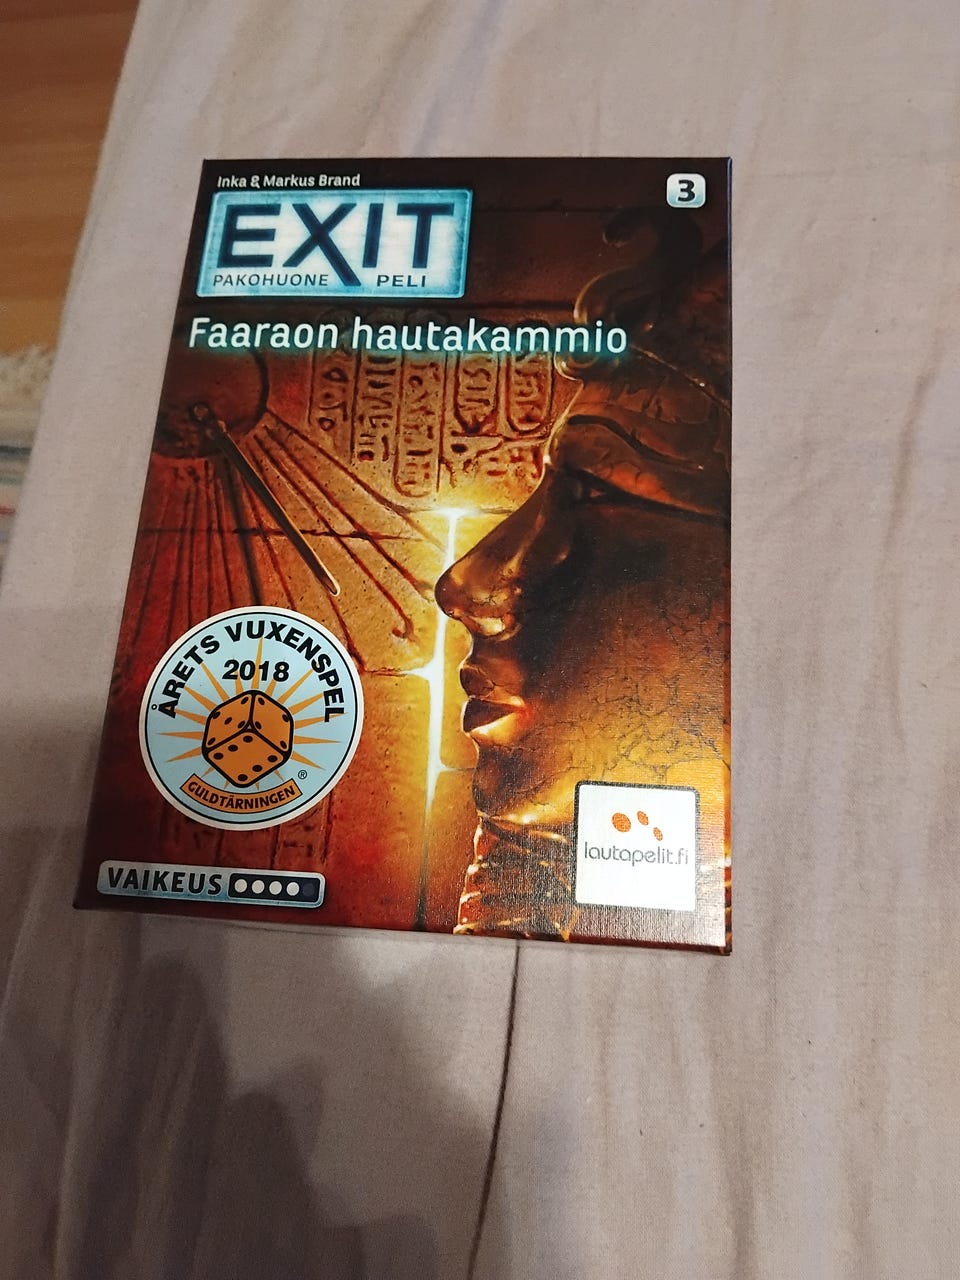 Inka & Markus Brand
3
EXIT
PAKOHUONE PELI
Faaraon hautakammio
ÅRETS VUXENSPEL
2018
GULDTÄRNINGEN ®
lautapelit.fi
VAIKEUS